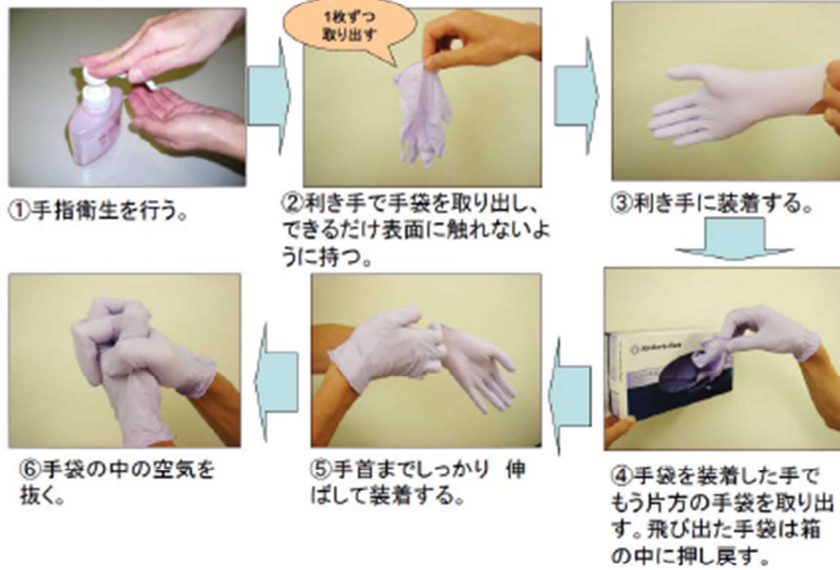 1枚ずつ
取り出す
①手指衛生を行う。
②利き手で手袋を取り出し、
できるだけ表面に触れないよ
うに持つ。
③利き手に装着する。
④手袋を装着した手で
もう片方の手袋を取り出
す。飛び出た手袋は箱
の中に押し戻す。
⑤手首までしっかり 伸
ばして装着する。
⑥手袋の中の空気を
抜く。